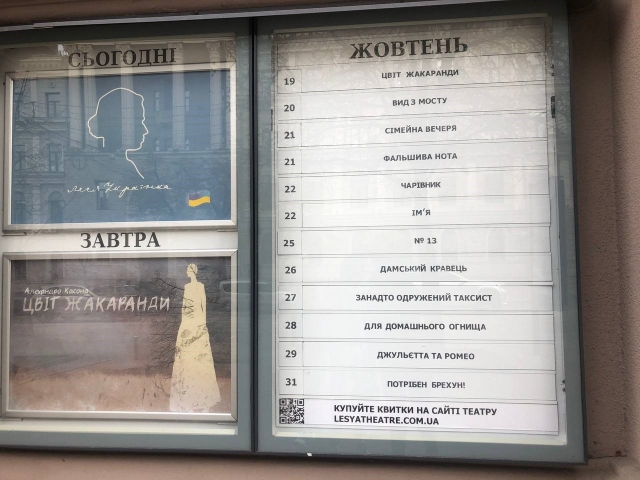 СЬОГОДНІ
Леся Українка
ЗАВТРА
Алехандро Касона
ЦВІТ ЖАКАРАНДИ
ЖОВТЕНЬ
19 ЦВІТ ЖАКАРАНДИ
20 ВИД З МОСТУ
21 СІМЕЙНА ВЕЧЕРЯ
21 ФАЛЬШИВА НОТА
22 ЧАРІВНИК
22 ІМ'Я
25 № 13
26 ДАМСЬКИЙ КРАВЕЦЬ
27 ЗАНАДТО ОДРУЖЕНИЙ ТАКСИСТ
28 ДЛЯ ДОМАШНЬОГО ОГНИЩА
29 ДЖУЛЬЄТТА ТА РОМЕО
31 ПОТРІБЕН БРЕХУН!
КУПУЙТЕ КВИТКИ НА САЙТІ ТЕАТРУ
LESYATHEATRE.COM.UA